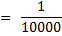 = 1/10000